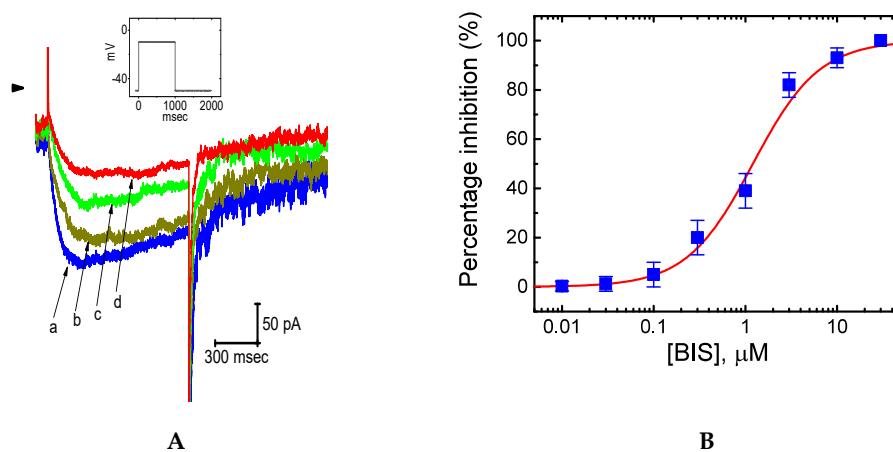 mV
0
-40
0
1000
2000
msec
a
b
c
d
50 pA
300 msec
A
Percentage inhibition (%)
100
80
60
40
20
0
0.01
0.1
1
10
[BIS], μM
B